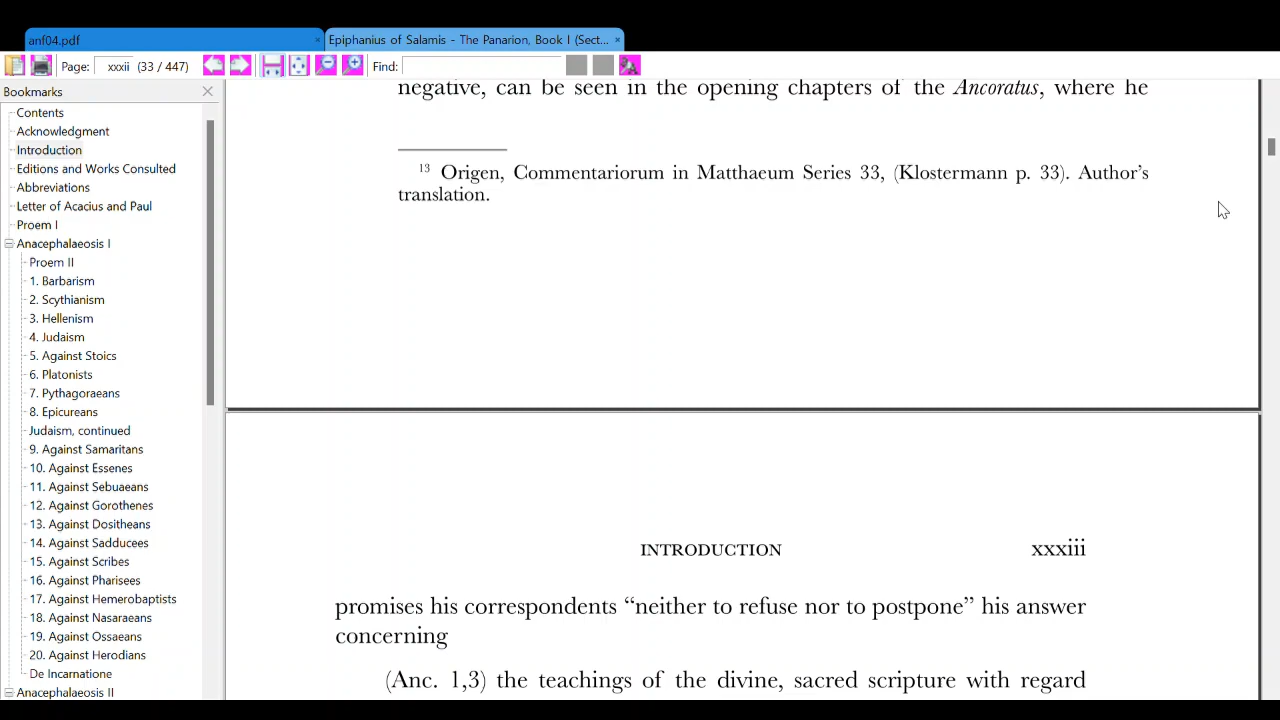 anf04.pdf ×
Epiphanius of Salamis - The Panarion, Book I (Sect... ×
Page: xxxii (33 / 447) Find:
Bookmarks
Contents
Acknowledgment
Introduction
Editions and Works Consulted
Abbreviations
Letter of Acacius and Paul
Proem I
Anacephalaeosis I
Proem II
1. Barbarism
2. Scythianism
3. Hellenism
4. Judaism
5. Against Stoics
6. Platonists
7. Pythagoraeans
8. Epicureans
Judaism, continued
9. Against Samaritans
10. Against Essenes
11. Against Sebuaeans
12. Against Gorothenes
13. Against Dositheans
14. Against Sadducees
15. Against Scribes
16. Against Pharisees
17. Against Hemerobaptists
18. Against Nasaraeans
19. Against Ossaeans
20. Against Herodians
De Incarnatione
Anacephalaeosis II
negative, can be seen in the opening chapters of the Ancoratus, where he
13 Origen, Commentariorum in Matthaeum Series 33, (Klostermann p. 33). Author’s
translation.
INTRODUCTION xxxiii
promises his correspondents “neither to refuse nor to postpone” his answer
concerning
(Anc. 1,3) the teachings of the divine, sacred scripture with regard